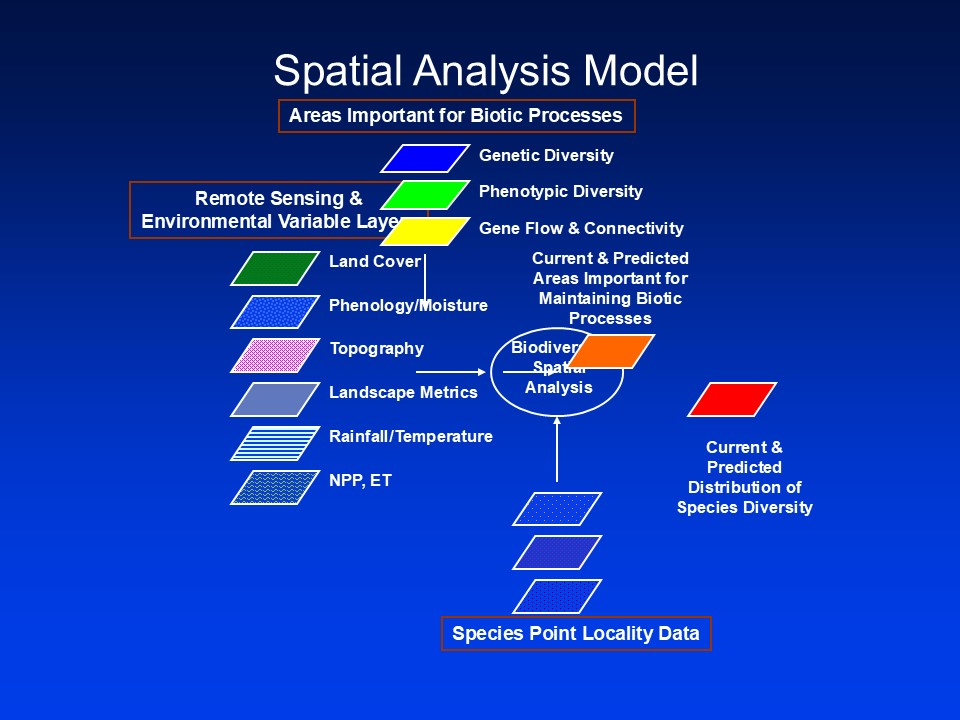 Spatial Analysis Model
Areas Important for Biotic Processes
Genetic Diversity
Phenotypic Diversity
Gene Flow & Connectivity
Remote Sensing &
Environmental Variable
Land Cover
Phenology/Moisture
Topography
Landscape Metrics
Rainfall/Temperature
NPP, ET
Current & Predicted
Areas Important for
Maintaining Biotic
Processes
Spatial
Analysis
Current &
Predicted
Distribution of
Species Diversity
Species Point Locality Data